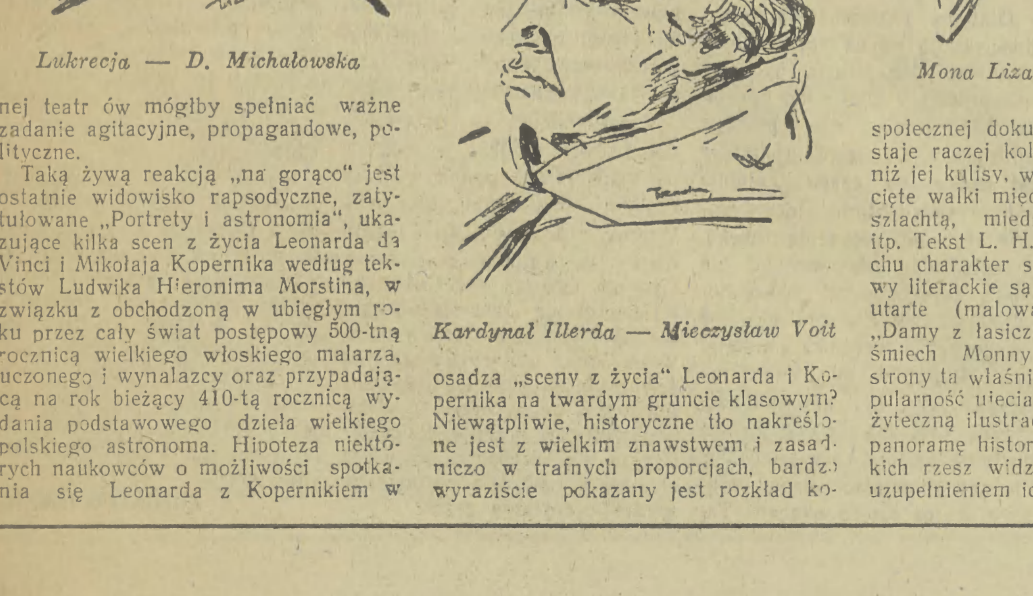 Lukrecja — D. Michałowska
nej teatr ów mógłby spełniać ważne
zadanie agitacyjne, propagandowe, po-
lityczne.
Taką żywą reakcją „na gorąco" jest
ostatnie widowisko rapsodyczne, zaty-
tułowane „Portrety i astronomia", uka-
zujące kilka scen z życia Leonarda da
Vinci i Mikołaja Kopernika według tek-
stów Ludwika Hieronima Morstina, w
związku z obchodzoną w ubiegłym ro-
ku przez cały świat postępowy 500-tną
rocznicą wielkiego włoskiego malarza,
uczonego i wynalazcy oraz przypadają-
cą na rok bieżący 410-tą rocznicą wy-
dania podstawowego dzieła wielkiego
polskiego astronoma. Hipoteza niektó-
rych naukowców o możliwości spotka-
nia się Leonarda z Kopernikiem w
Kardynał Illerda — Mieczysław Voit
osadza „sceny z życia" Leonarda i Ko-
pernika na twardym gruncie klasowym?
Niewątpliwie, historyczne tło nakreślo-
ne jest z wielkim znawstwem i zasad-
niczo w trafnych proporcjach, bardzo
wyraziście pokazany jest rozkład ko-
Mona Liza
społecznej doku
staje raczej kol
niż jej kulisy, w
cięte walki międ
szlachtą, mied
itp. Tekst L. H.
chu charakter s
wy literackie są
utarte (malowa
„Damy z łasicz
śmiech Monny
strony ta właśni
pularność ujęcia
żyteczną ilustrac
panoramę histor
kich rzesz widz
uzupełnieniem ic